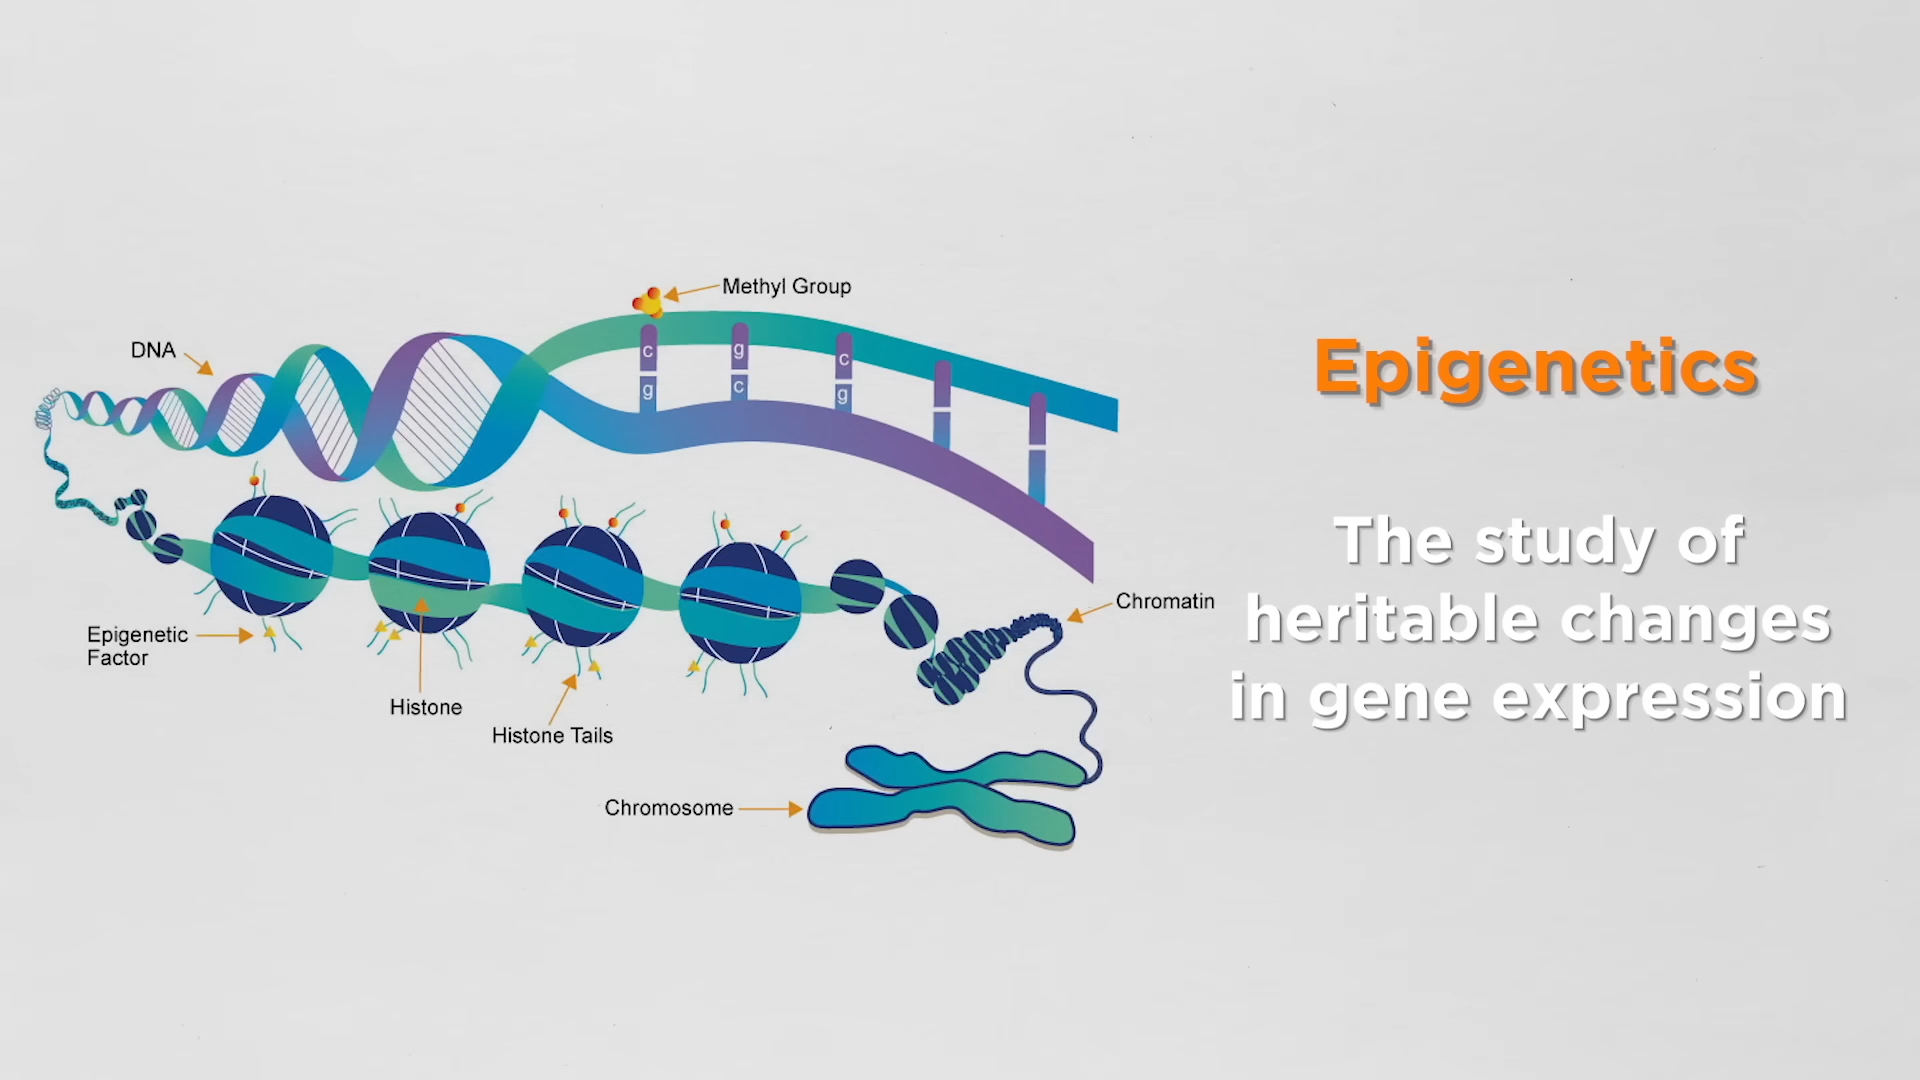 Methyl Group
DNA
c
g
c
g
c
g
Epigenetics
The study of
heritable changes
in gene expression
Chromatin
Epigenetic
Factor
Histone
Histone Tails
Chromosome